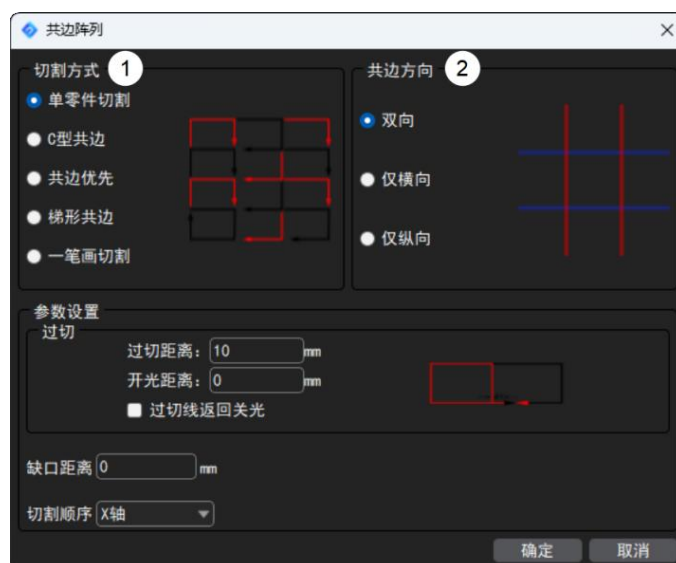 共边阵列
切割方式 1
单零件切割
C型共边
共边优先
梯形共边
一笔画切割
共边方向 2
双向
仅横向
仅纵向
参数设置
过切
过切距离: 10 mm
开光距离: 0 mm
过切线返回关光
缺口距离 0 mm
切割顺序 X轴
确定 取消